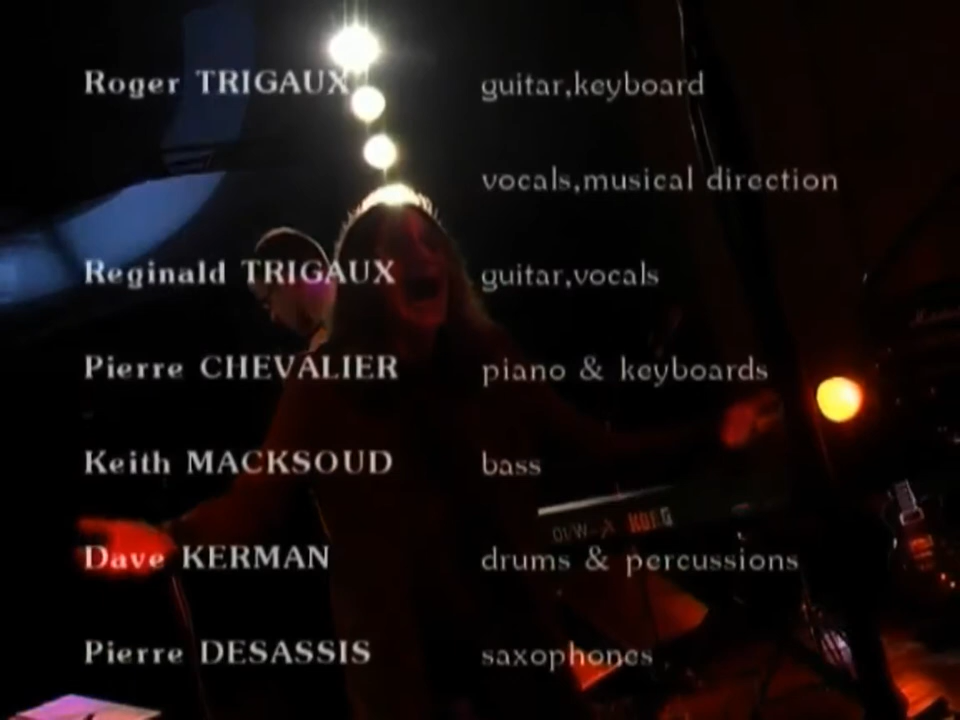 Roger TRIGAUX guitar,keyboard
vocals,musical direction
Reginald TRIGAUX guitar,vocals
Pierre CHEVALIER piano & keyboards
Keith MACKSOUD bass
01/W KORG
Dave KERMAN drums & percussions
Pierre DESASSIS saxophones